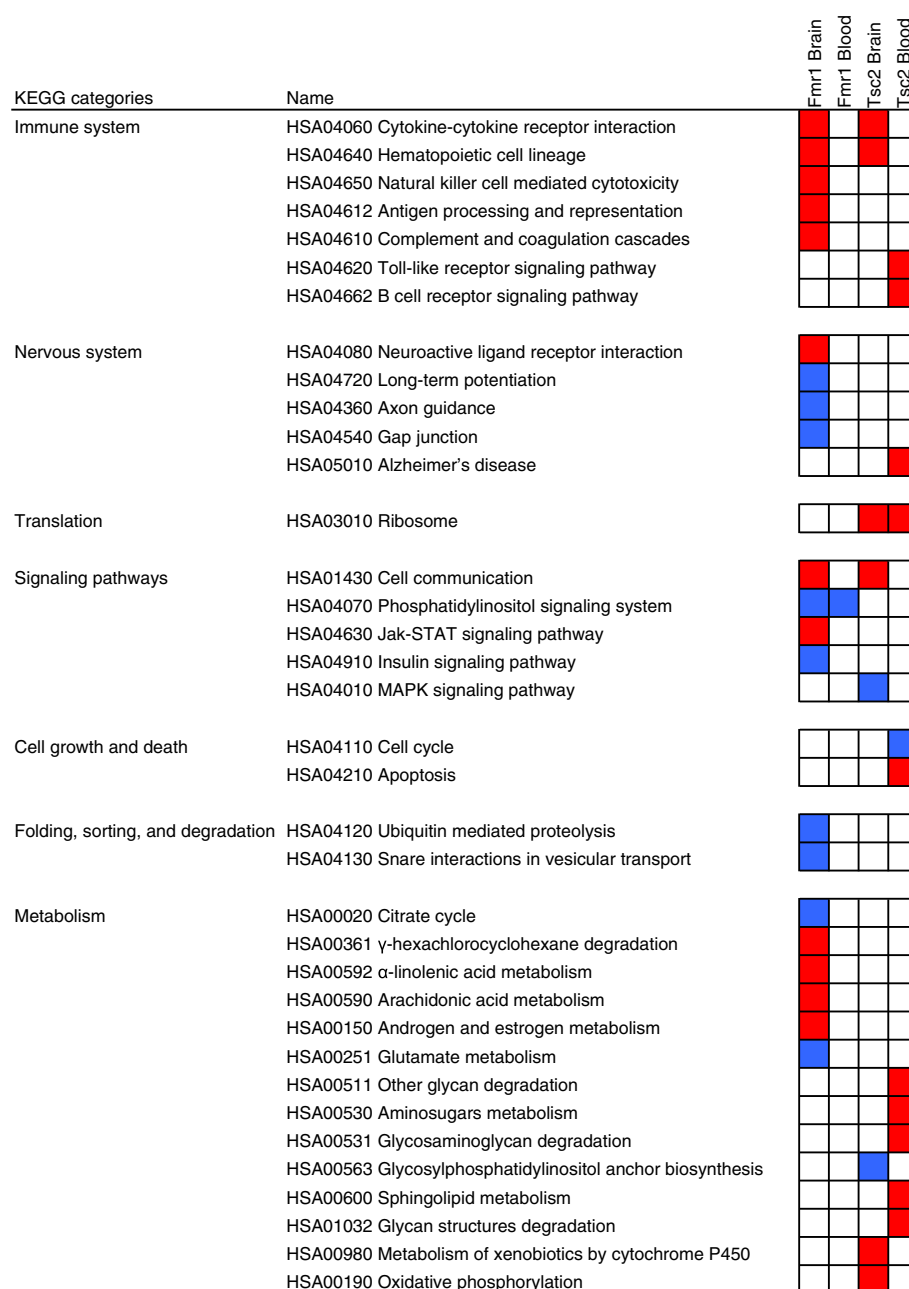 Fmr1 Brain
Fmr1 Blood
Tsc2 Brain
Tsc2 Blood
KEGG categories Name
Immune system HSA04060 Cytokine-cytokine receptor interaction
HSA04640 Hematopoietic cell lineage
HSA04650 Natural killer cell mediated cytotoxicity
HSA04612 Antigen processing and representation
HSA04610 Complement and coagulation cascades
HSA04620 Toll-like receptor signaling pathway
HSA04662 B cell receptor signaling pathway
Nervous system HSA04080 Neuroactive ligand receptor interaction
HSA04720 Long-term potentiation
HSA04360 Axon guidance
HSA04540 Gap junction
HSA05010 Alzheimer's disease
Translation HSA03010 Ribosome
Signaling pathways HSA01430 Cell communication
HSA04070 Phosphatidylinositol signaling system
HSA04630 Jak-STAT signaling pathway
HSA04910 Insulin signaling pathway
HSA04010 MAPK signaling pathway
Cell growth and death HSA04110 Cell cycle
HSA04210 Apoptosis
Folding, sorting, and degradation HSA04120 Ubiquitin mediated proteolysis
HSA04130 Snare interactions in vesicular transport
Metabolism HSA00020 Citrate cycle
HSA00361 γ-hexachlorocyclohexane degradation
HSA00592 α-linolenic acid metabolism
HSA00590 Arachidonic acid metabolism
HSA00150 Androgen and estrogen metabolism
HSA00251 Glutamate metabolism
HSA00511 Other glycan degradation
HSA00530 Aminosugars metabolism
HSA00531 Glycosaminoglycan degradation
HSA00563 Glycosylphosphatidylinositol anchor biosynthesis
HSA00600 Sphingolipid metabolism
HSA01032 Glycan structures degradation
HSA00980 Metabolism of xenobiotics by cytochrome P450
HSA00190 Oxidative phosphorylation